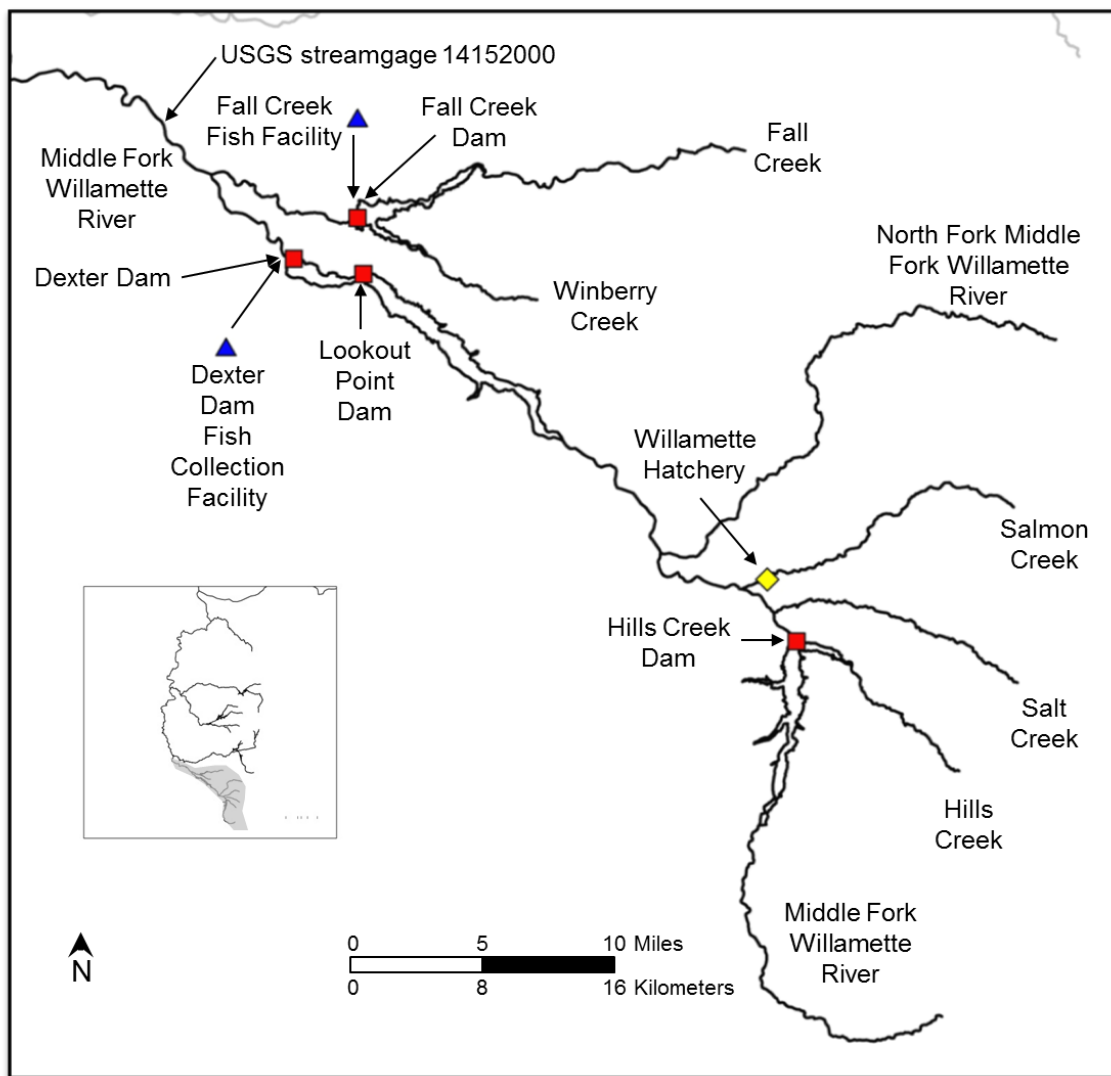 USGS streamgage 14152000
Fall Creek
Fish Facility
Fall Creek
Dam
Fall
Creek
Middle Fork
Willamette
River
North Fork Middle
Fork Willamette
River
Dexter Dam
Winberry
Creek
Lookout
Point
Dam
Dexter
Dam
Fish
Collection
Facility
Willamette
Hatchery
Salmon
Creek
Hills Creek
Dam
Salt
Creek
Hills
Creek
Middle Fork
Willamette
River
N
0 5 10 Miles
0 8 16 Kilometers